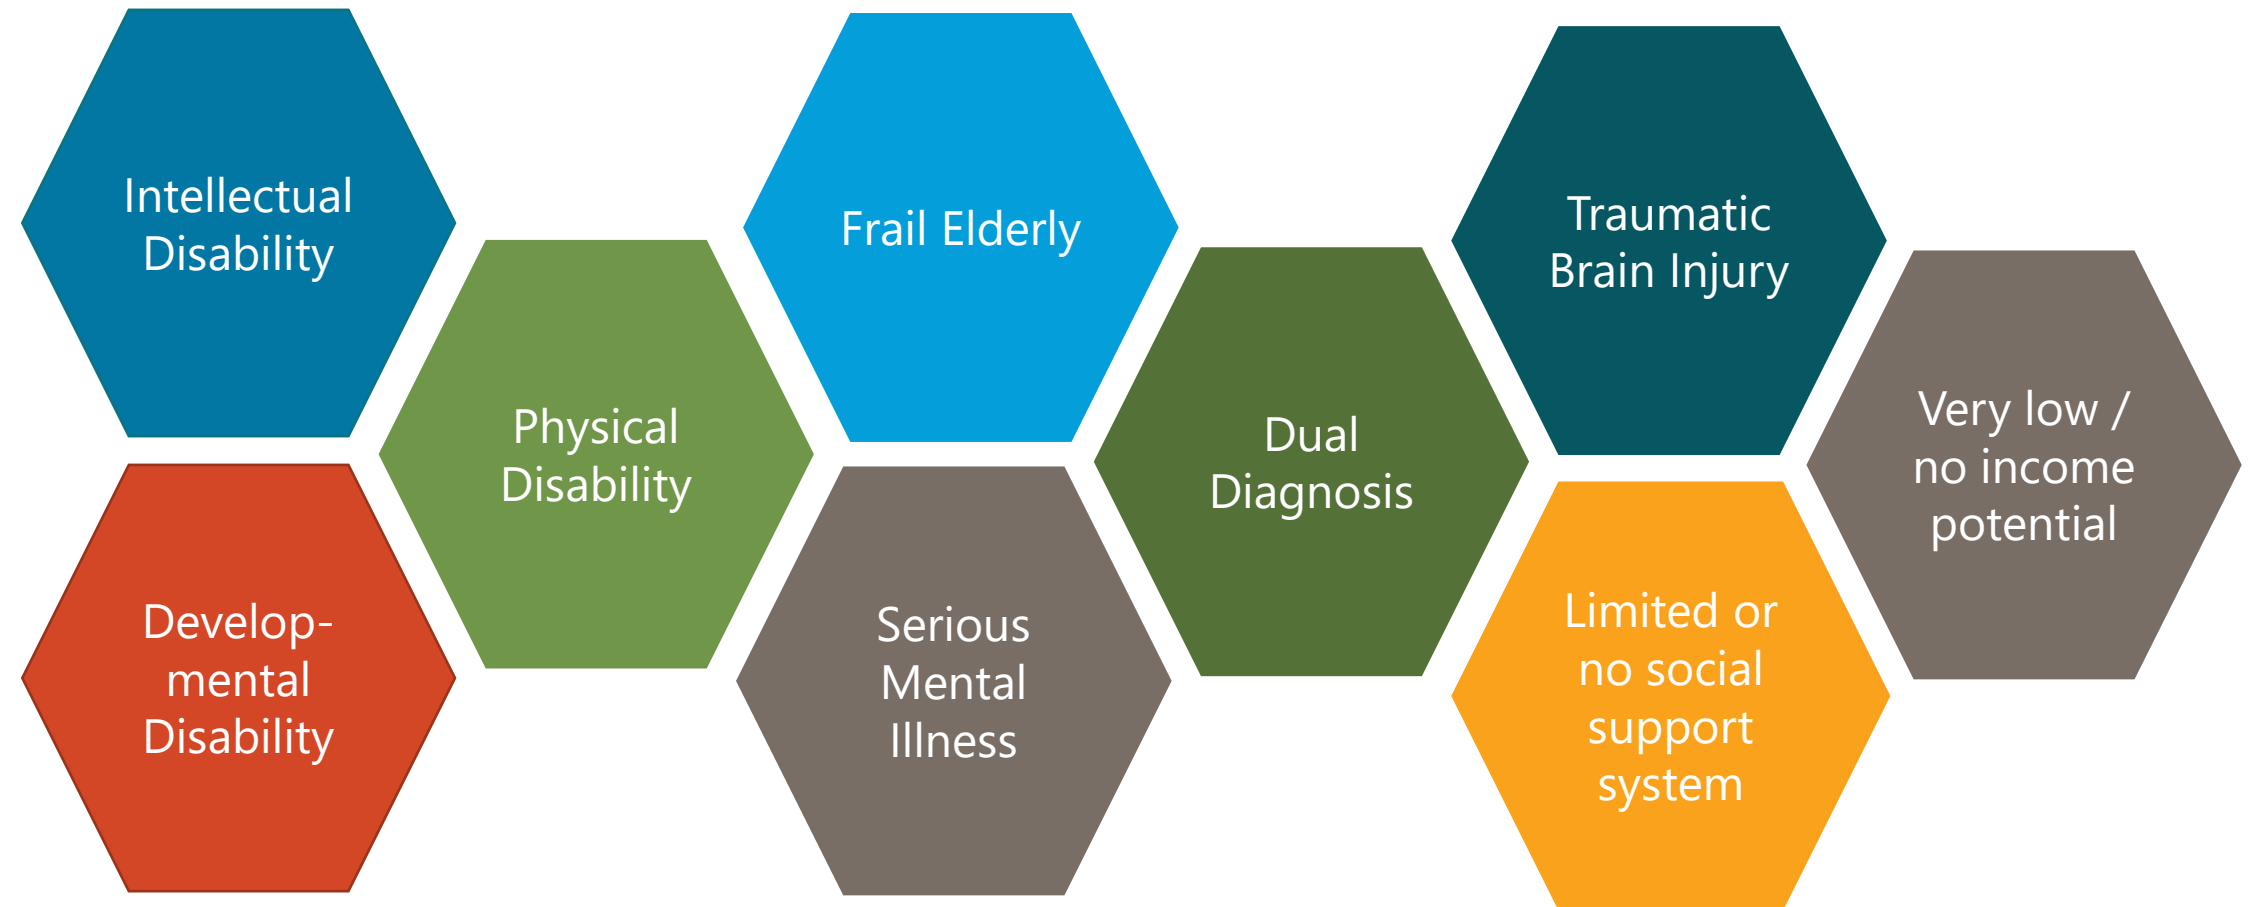 Intellectual
Disability
Develop-
mental
Disability
Physical
Disability
Frail Elderly
Serious
Mental
Illness
Dual
Diagnosis
Traumatic
Brain Injury
Limited or
no social
support
system
Very low /
no income
potential